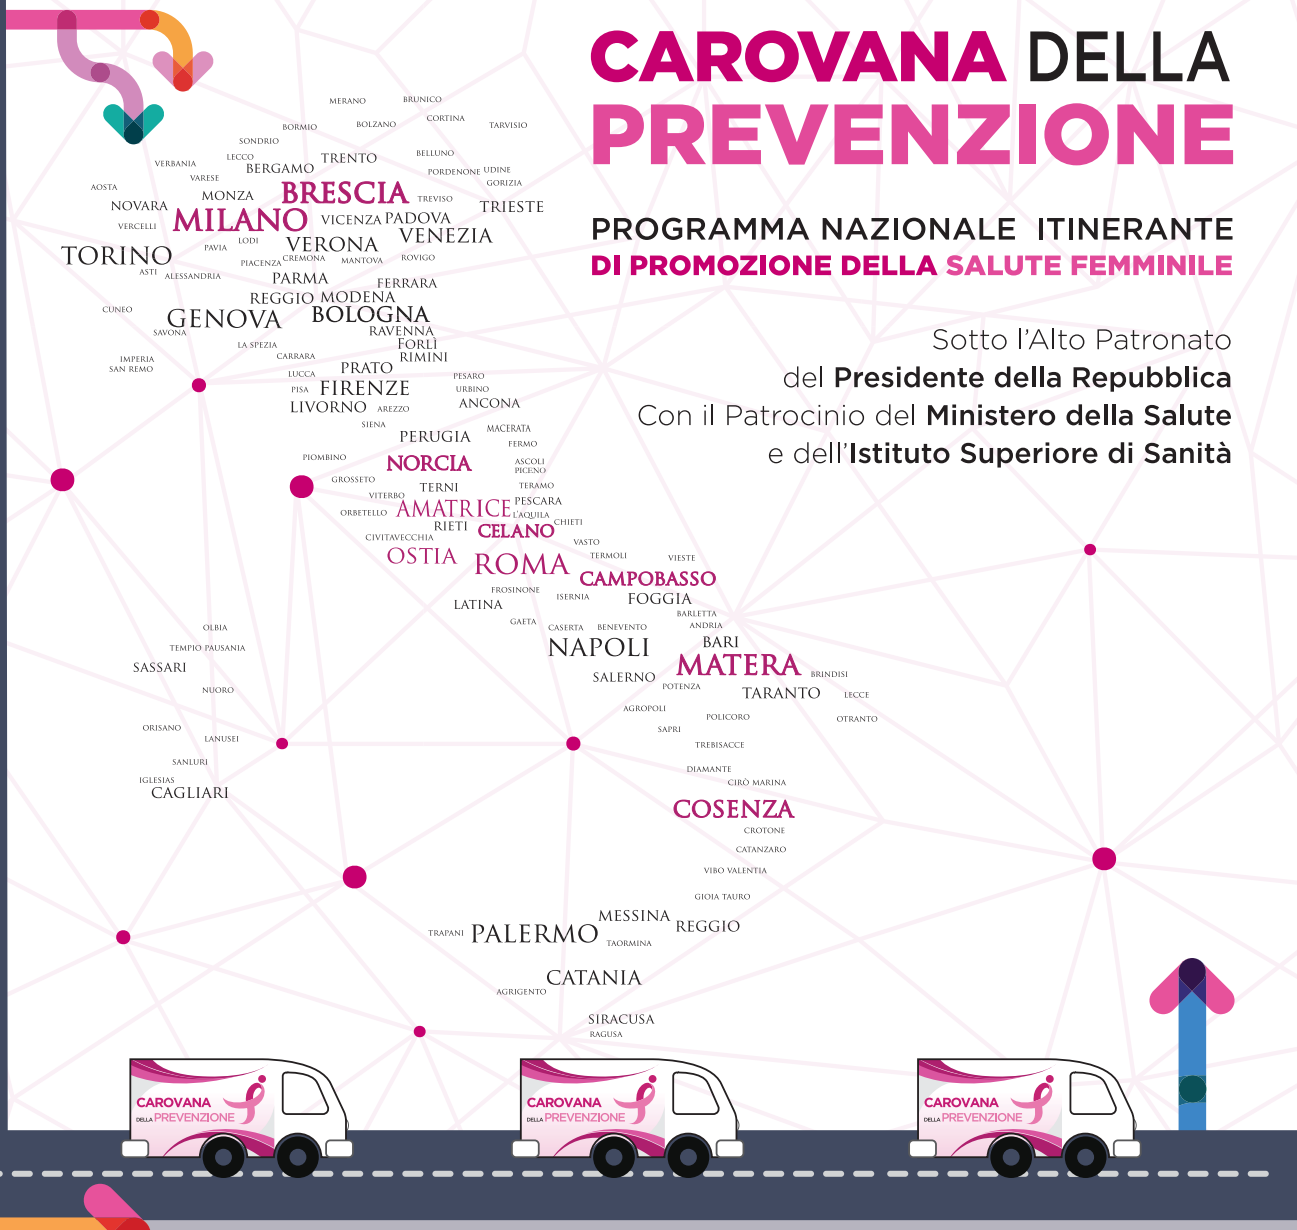 CAROVANA DELLA
PREVENZIONE
PROGRAMMA NAZIONALE ITINERANTE
DI PROMOZIONE DELLA SALUTE FEMMINILE
Sotto l'Alto Patronato
del Presidente della Repubblica
Con il Patrocinio del Ministero della Salute
e dell'Istituto Superiore di Sanità
MERANO
BRUNICO
BORMIO
BOLZANO
CORTINA
TARVISIO
SONDRIO
VERBANIA
LECCO
BERGAMO
TRENTO
BELLUNO
VARESE
PORDENONE
UDINE
GORIZIA
AOSTA
NOVARA
MONZA
BRESCIA
TREVISO
TRIESTE
VERCELLI
MILANO
VICENZA
PADOVA
VENEZIA
TORINO
PAVIA
LODI
VERONA
PIACENZA
CREMONA
MANTOVA
ROVIGO
ASTI
ALESSANDRIA
PARMA
FERRARA
REGGIO
MODENA
CUNEO
GENOVA
BOLOGNA
SAVONA
RAVENNA
LA SPEZIA
FORLÌ
IMPERIA
SAN REMO
CARRARA
RIMINI
LUCCA
PRATO
PESARO
PISA
FIRENZE
URBINO
LIVORNO
AREZZO
ANCONA
SIENA
PERUGIA
MACERATA
FERMO
PIOMBINO
NORCIA
ASCOLI
PICENO
GROSSETO
TERNI
TERAMO
VITERBO
ORBETELLO
AMATRICE
PESCARA
L'AQUILA
RIETI
CELANO
CHIETI
CIVITAVECCHIA
VASTO
OSTIA
ROMA
TERMOLI
VIESTE
CAMPOBASSO
FROSINONE
ISERNIA
FOGGIA
LATINA
BARLETTA
GAETA
CASERTA
BENEVENTO
ANDRIA
NAPOLI
BARI
MATERA
SALERNO
POTENZA
BRINDISI
TARANTO
LECCE
AGROPOLI
POLICORO
OTRANTO
SAPRI
TREBISACCE
DIAMANTE
CIRÒ MARINA
COSENZA
CROTONE
CATANZARO
VIBO VALENTIA
GIOIA TAURO
OLBIA
TEMPIO PAUSANIA
SASSARI
NUORO
ORISANO
LANUSEI
SANLURI
IGLESIAS
CAGLIARI
MESSINA
REGGIO
TRAPANI
PALERMO
TAORMINA
CATANIA
AGRIGENTO
SIRACUSA
RAGUSA
CAROVANA
DELLA PREVENZIONE
CAROVANA
DELLA PREVENZIONE
CAROVANA
DELLA PREVENZIONE